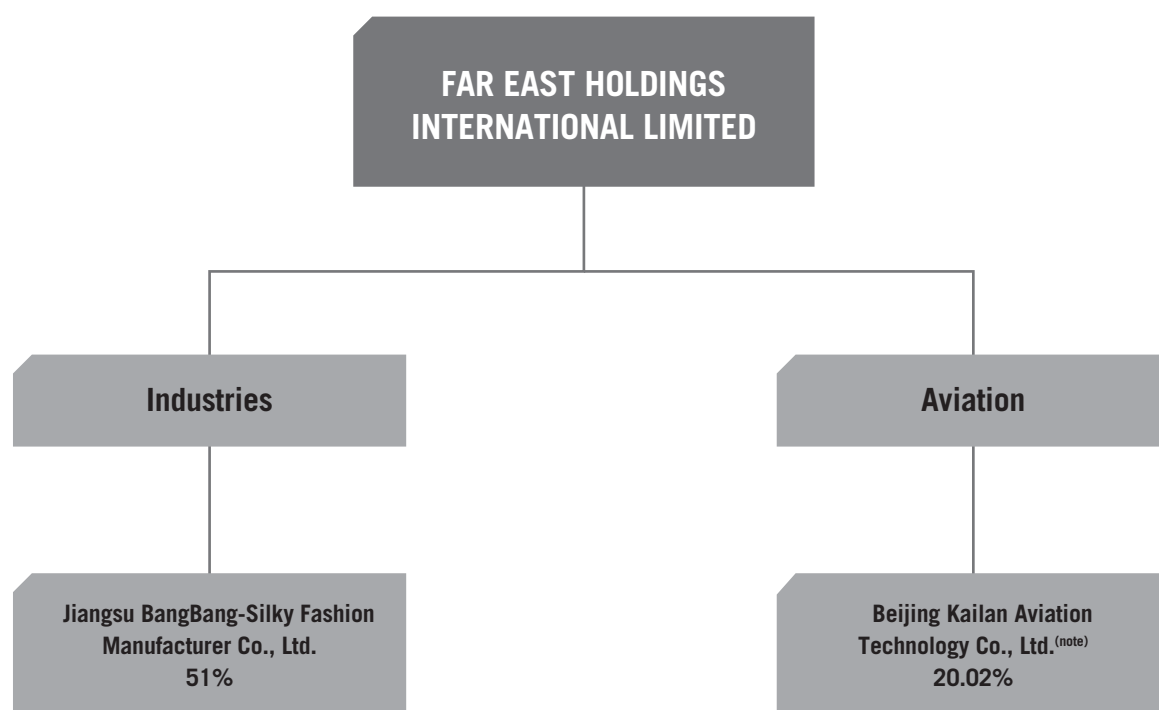 FAR EAST HOLDINGS
INTERNATIONAL LIMITED
Industries
Aviation
Jiangsu BangBang-Silky Fashion
Manufacturer Co., Ltd.
51%
Beijing Kailan Aviation
Technology Co., Ltd.(note)
20.02%